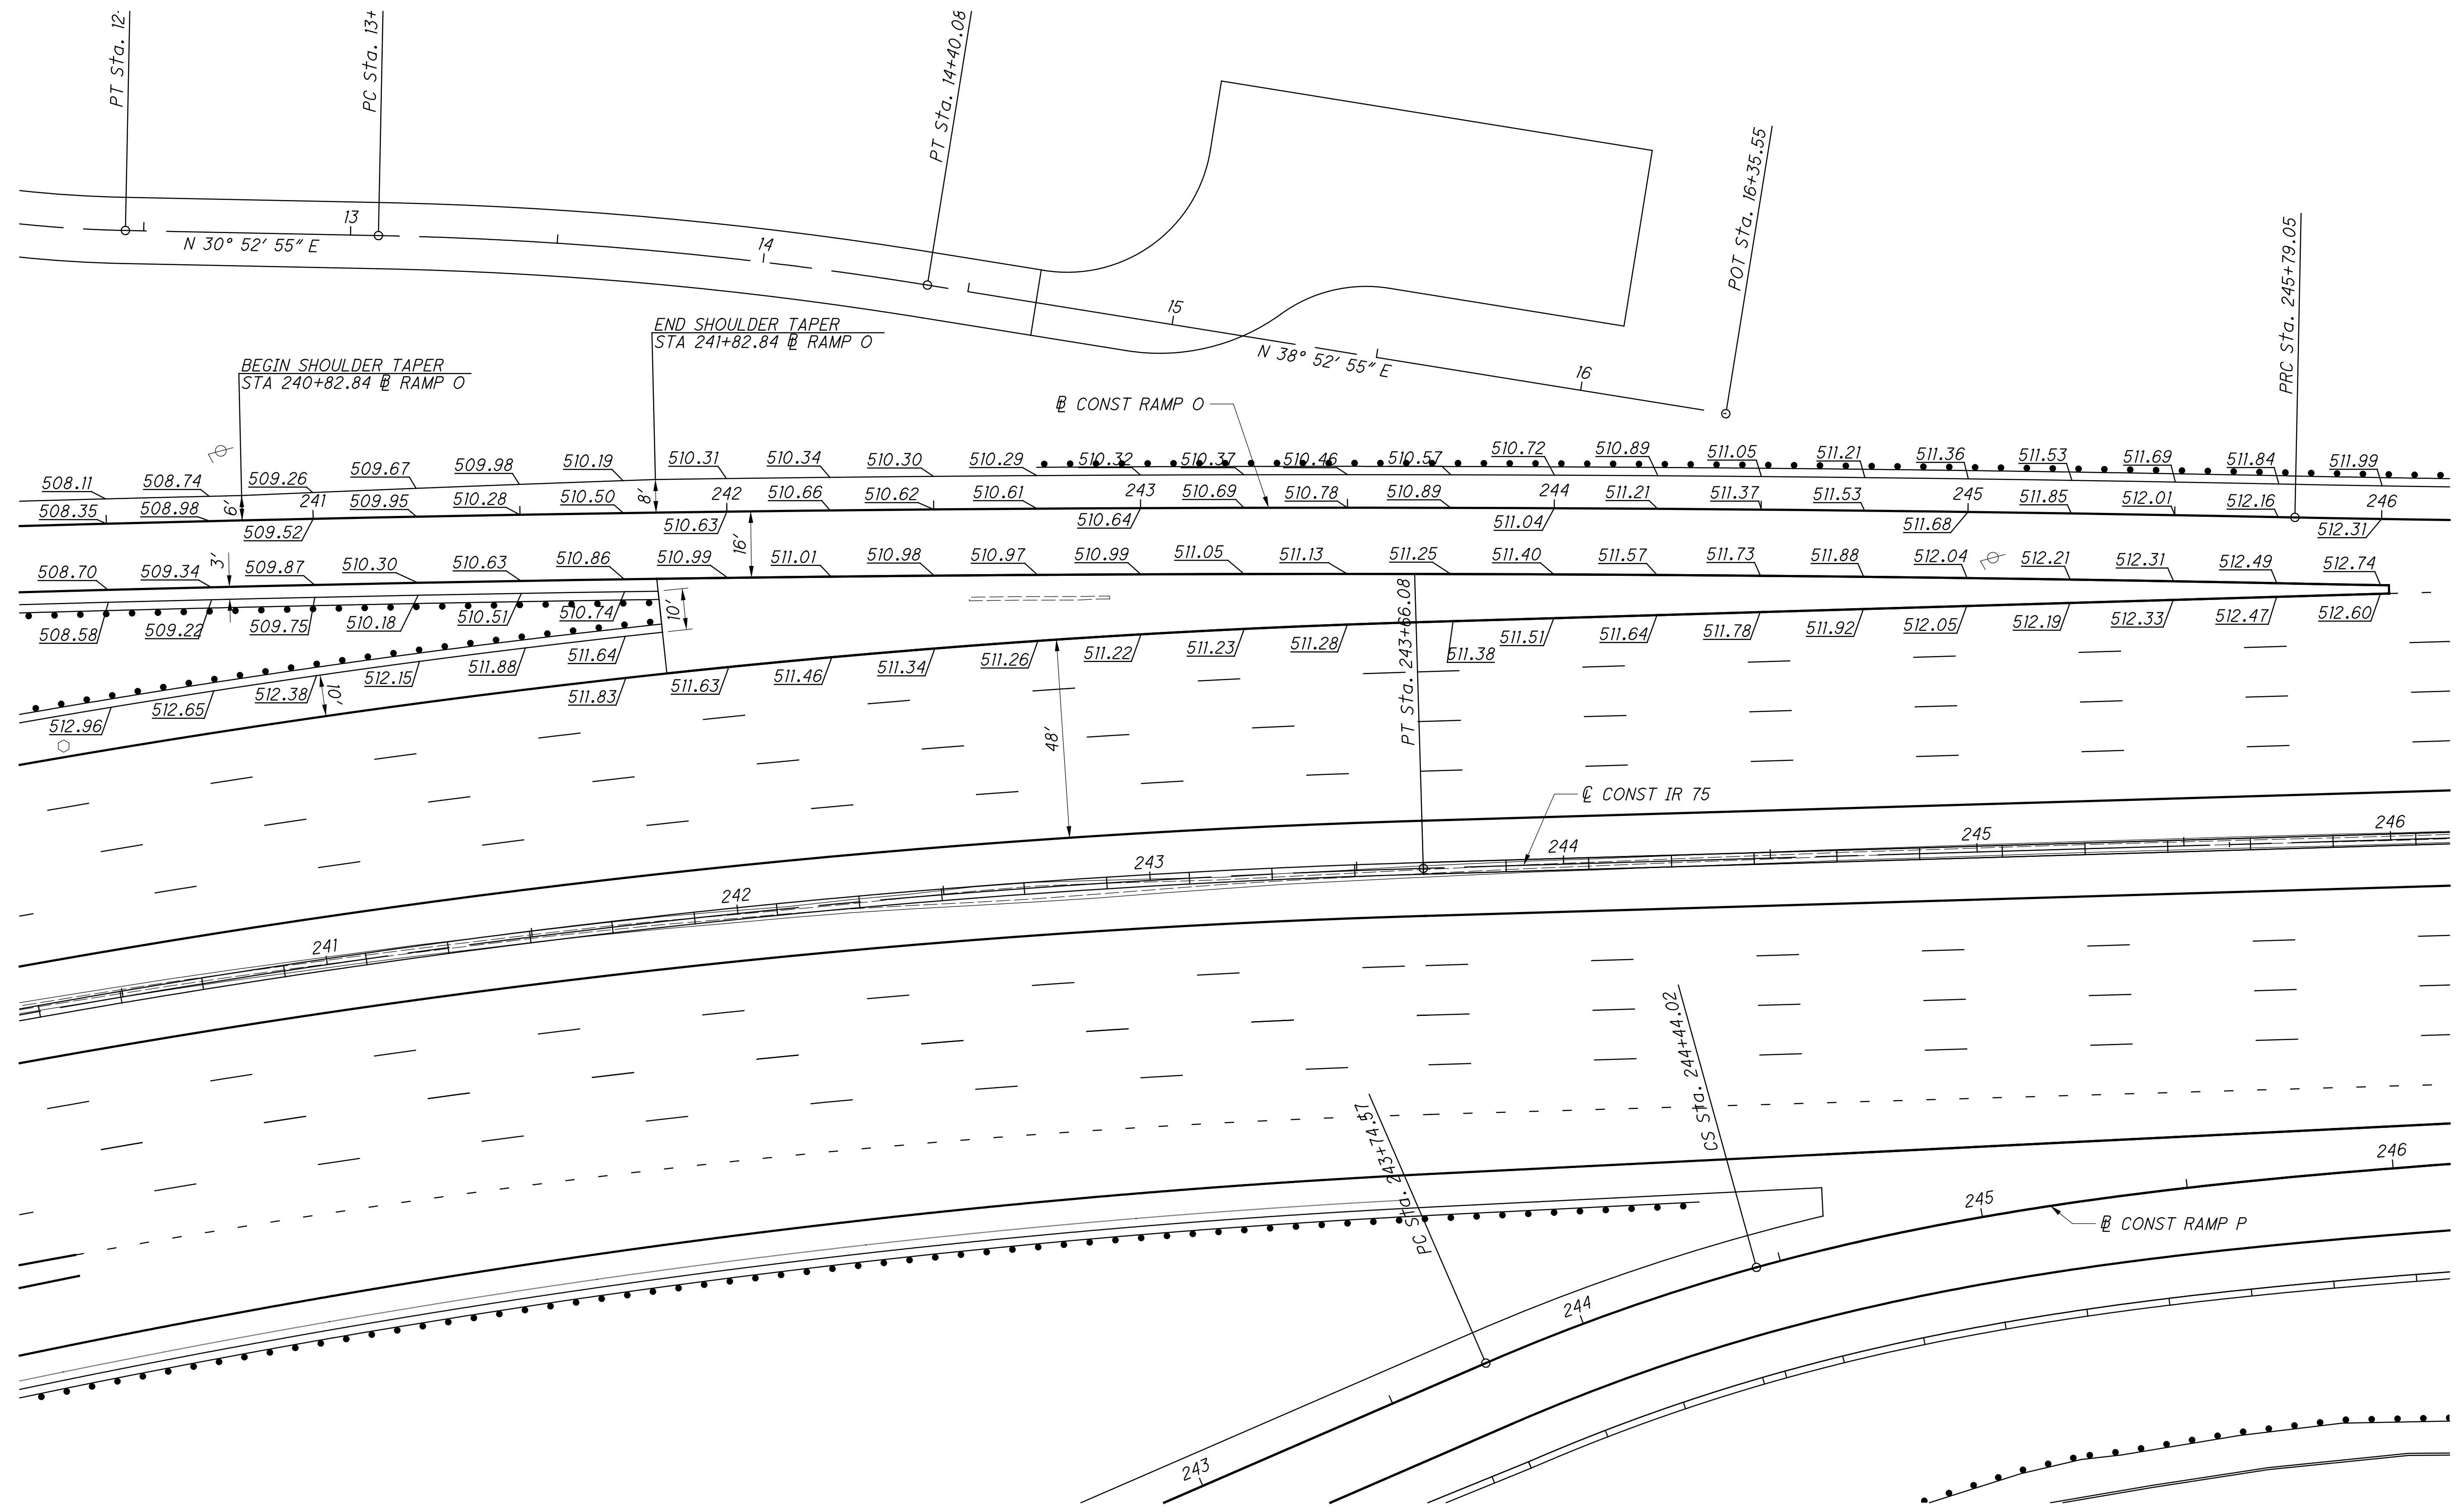 PT Sta. 12
PC Sta. 13+
PT Sta. 14+40.08
POT Sta. 16+35.55
PRC Sta. 245+79.05
13
N 30° 52' 55" E
14
15
N 38° 52' 55" E
16
BEGIN SHOULDER TAPER
STA 240+82.84 ℄ RAMP O
END SHOULDER TAPER
STA 241+82.84 ℄ RAMP O
℄ CONST RAMP O
508.11 508.74 509.26 509.67 509.98 510.19 510.31 510.34 510.30 510.29 510.32 510.37 510.46 510.57 510.72 510.89 511.05 511.21 511.36 511.53 511.69 511.84 511.99
6' 8'
508.35 508.98 241 509.95 510.28 510.50 242 510.66 510.62 510.61 243 510.69 510.78 510.89 244 511.21 511.37 511.53 245 511.85 512.01 512.16 246
509.52 510.63 510.64 511.04 511.68 512.31
3' 16'
508.70 509.34 509.87 510.30 510.63 510.86 510.99 511.01 510.98 510.97 510.99 511.05 511.13 511.25 511.40 511.57 511.73 511.88 512.04 512.21 512.31 512.49 512.74
508.58 509.22 509.75 510.18 510.51 510.74
10'
512.96 512.65 512.38 512.15 511.88 511.64
10'
511.83 511.63 511.46 511.34 511.26 511.22 511.23 511.28 511.38 511.51 511.64 511.78 511.92 512.05 512.19 512.33 512.47 512.60
PT Sta. 243+66.08
48'
℄ CONST IR 75
241 242 243 244 245 246
CS Sta. 244+44.02
PC Sta. 243+74.57
243 244 245 246
℄ CONST RAMP P